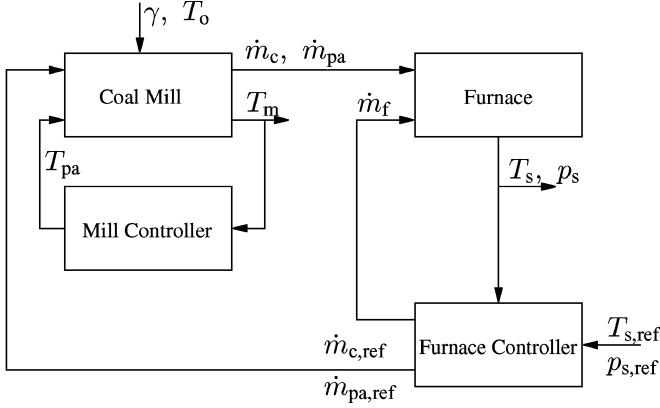 γ, Tₒ
ṁ_c, ṁ_pa
Coal Mill
Furnace
T_m
ṁ_f
T_pa
T_s, p_s
Mill Controller
T_s,ref
ṁ_c,ref
Furnace Controller
p_s,ref
ṁ_pa,ref